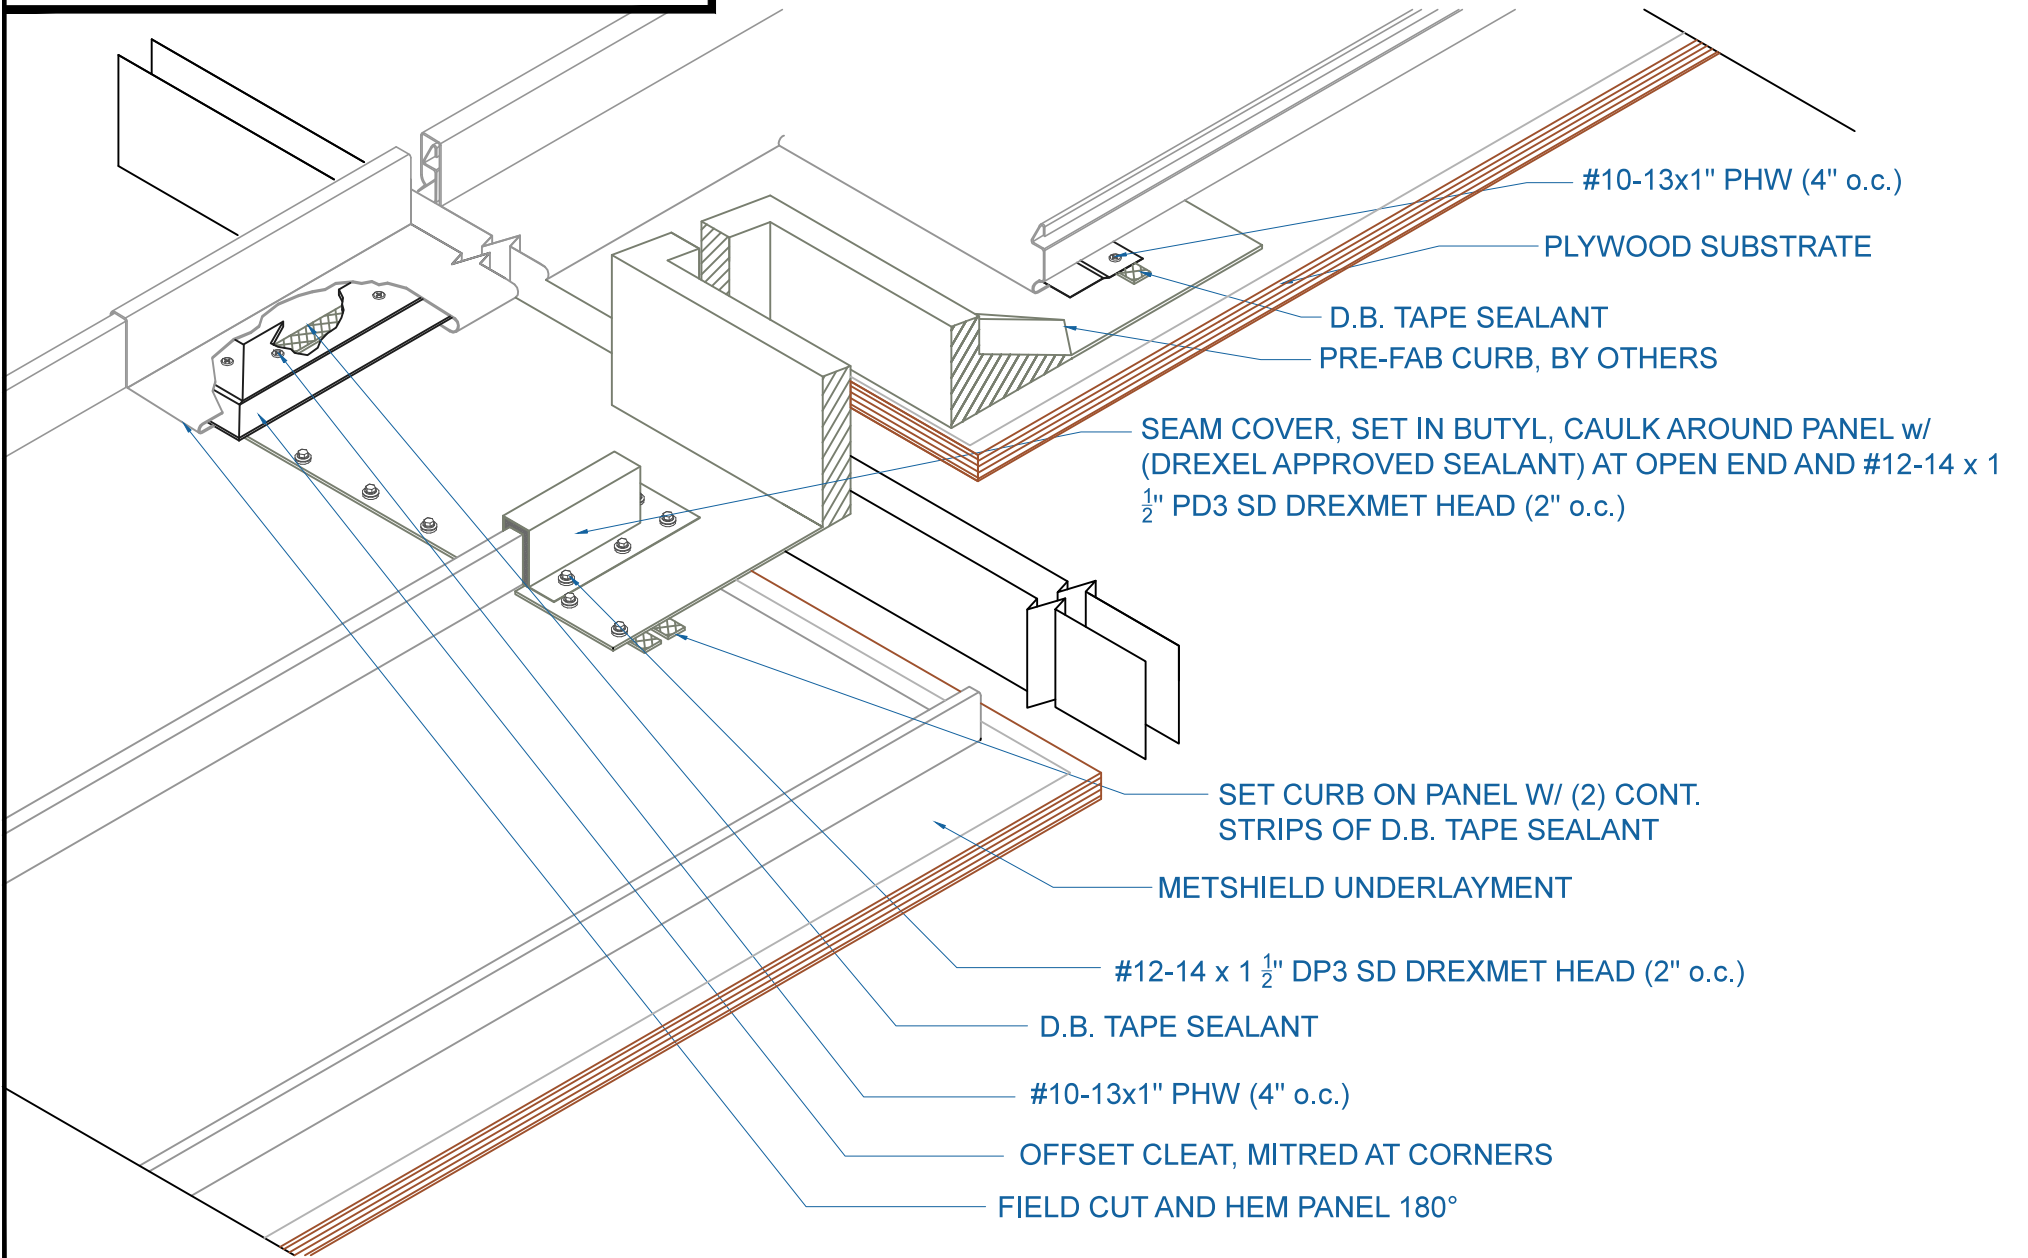 #10-13x1" PHW (4" o.c.)
PLYWOOD SUBSTRATE
D.B. TAPE SEALANT
PRE-FAB CURB, BY OTHERS
SEAM COVER, SET IN BUTYL, CAULK AROUND PANEL w/
(DREXEL APPROVED SEALANT) AT OPEN END AND #12-14 x 1
1/2" PD3 SD DREXMET HEAD (2" o.c.)
SET CURB ON PANEL W/ (2) CONT.
STRIPS OF D.B. TAPE SEALANT
METSHIELD UNDERLAYMENT
#12-14 x 1 1/2" DP3 SD DREXMET HEAD (2" o.c.)
D.B. TAPE SEALANT
#10-13x1" PHW (4" o.c.)
OFFSET CLEAT, MITRED AT CORNERS
FIELD CUT AND HEM PANEL 180°